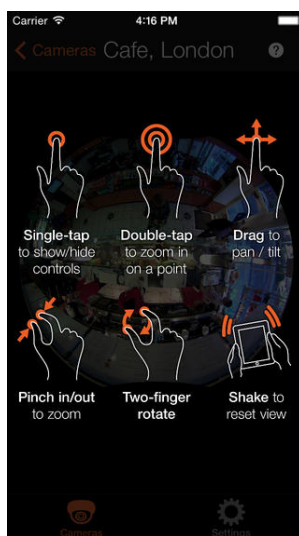 Carrier 4:16 PM
Cameras Cafe, London ?
Single-tap
to show/hide
controls
Double-tap
to zoom in
on a point
Drag to
pan / tilt
Pinch in/out
to zoom
Two-finger
rotate
Shake to
reset view
Cameras Settings